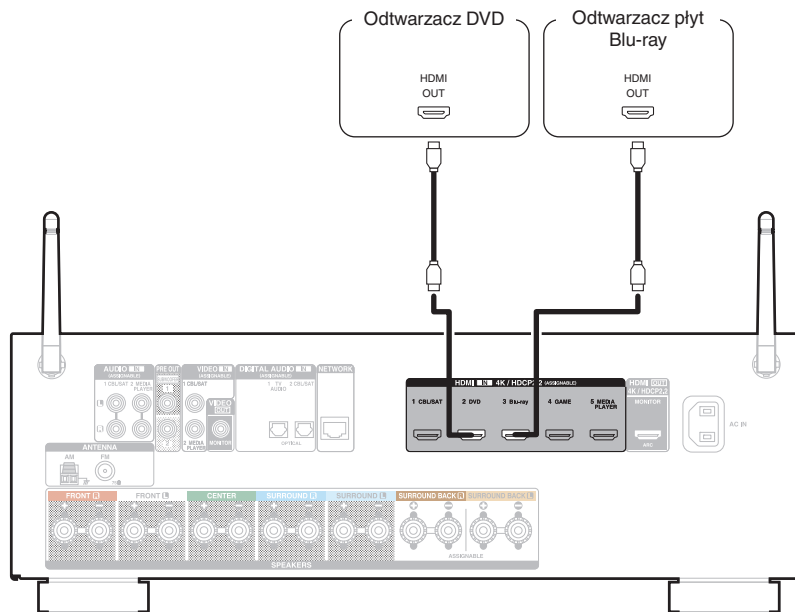 Odtwarzacz DVD
HDMI
OUT
Odtwarzacz płyt
Blu-ray
HDMI
OUT
AUDIO IN
(ASSIGNABLE)
1 CBL/SAT 2 MEDIA
PLAYER
L
R
PRE OUT
VIDEO IN
(ASSIGNABLE)
1 CBL/SAT
2 MEDIA
PLAYER
VIDEO
OUT
MONITOR
DIGITAL AUDIO IN
(ASSIGNABLE)
1 TV
AUDIO
2 CBL/SAT
OPTICAL
NETWORK
HDMI IN 4K / HDCP2.2 (ASSIGNABLE)
1 CBL/SAT
2 DVD
3 Blu-ray
4 GAME
5 MEDIA
PLAYER
HDMI OUT
4K / HDCP2.2
MONITOR
ARC
AC IN
ANTENNA
AM
FM
FRONT R
FRONT L
CENTER
SURROUND R
SURROUND L
SURROUND BACK R
SURROUND BACK L
ASSIGNABLE
SPEAKERS